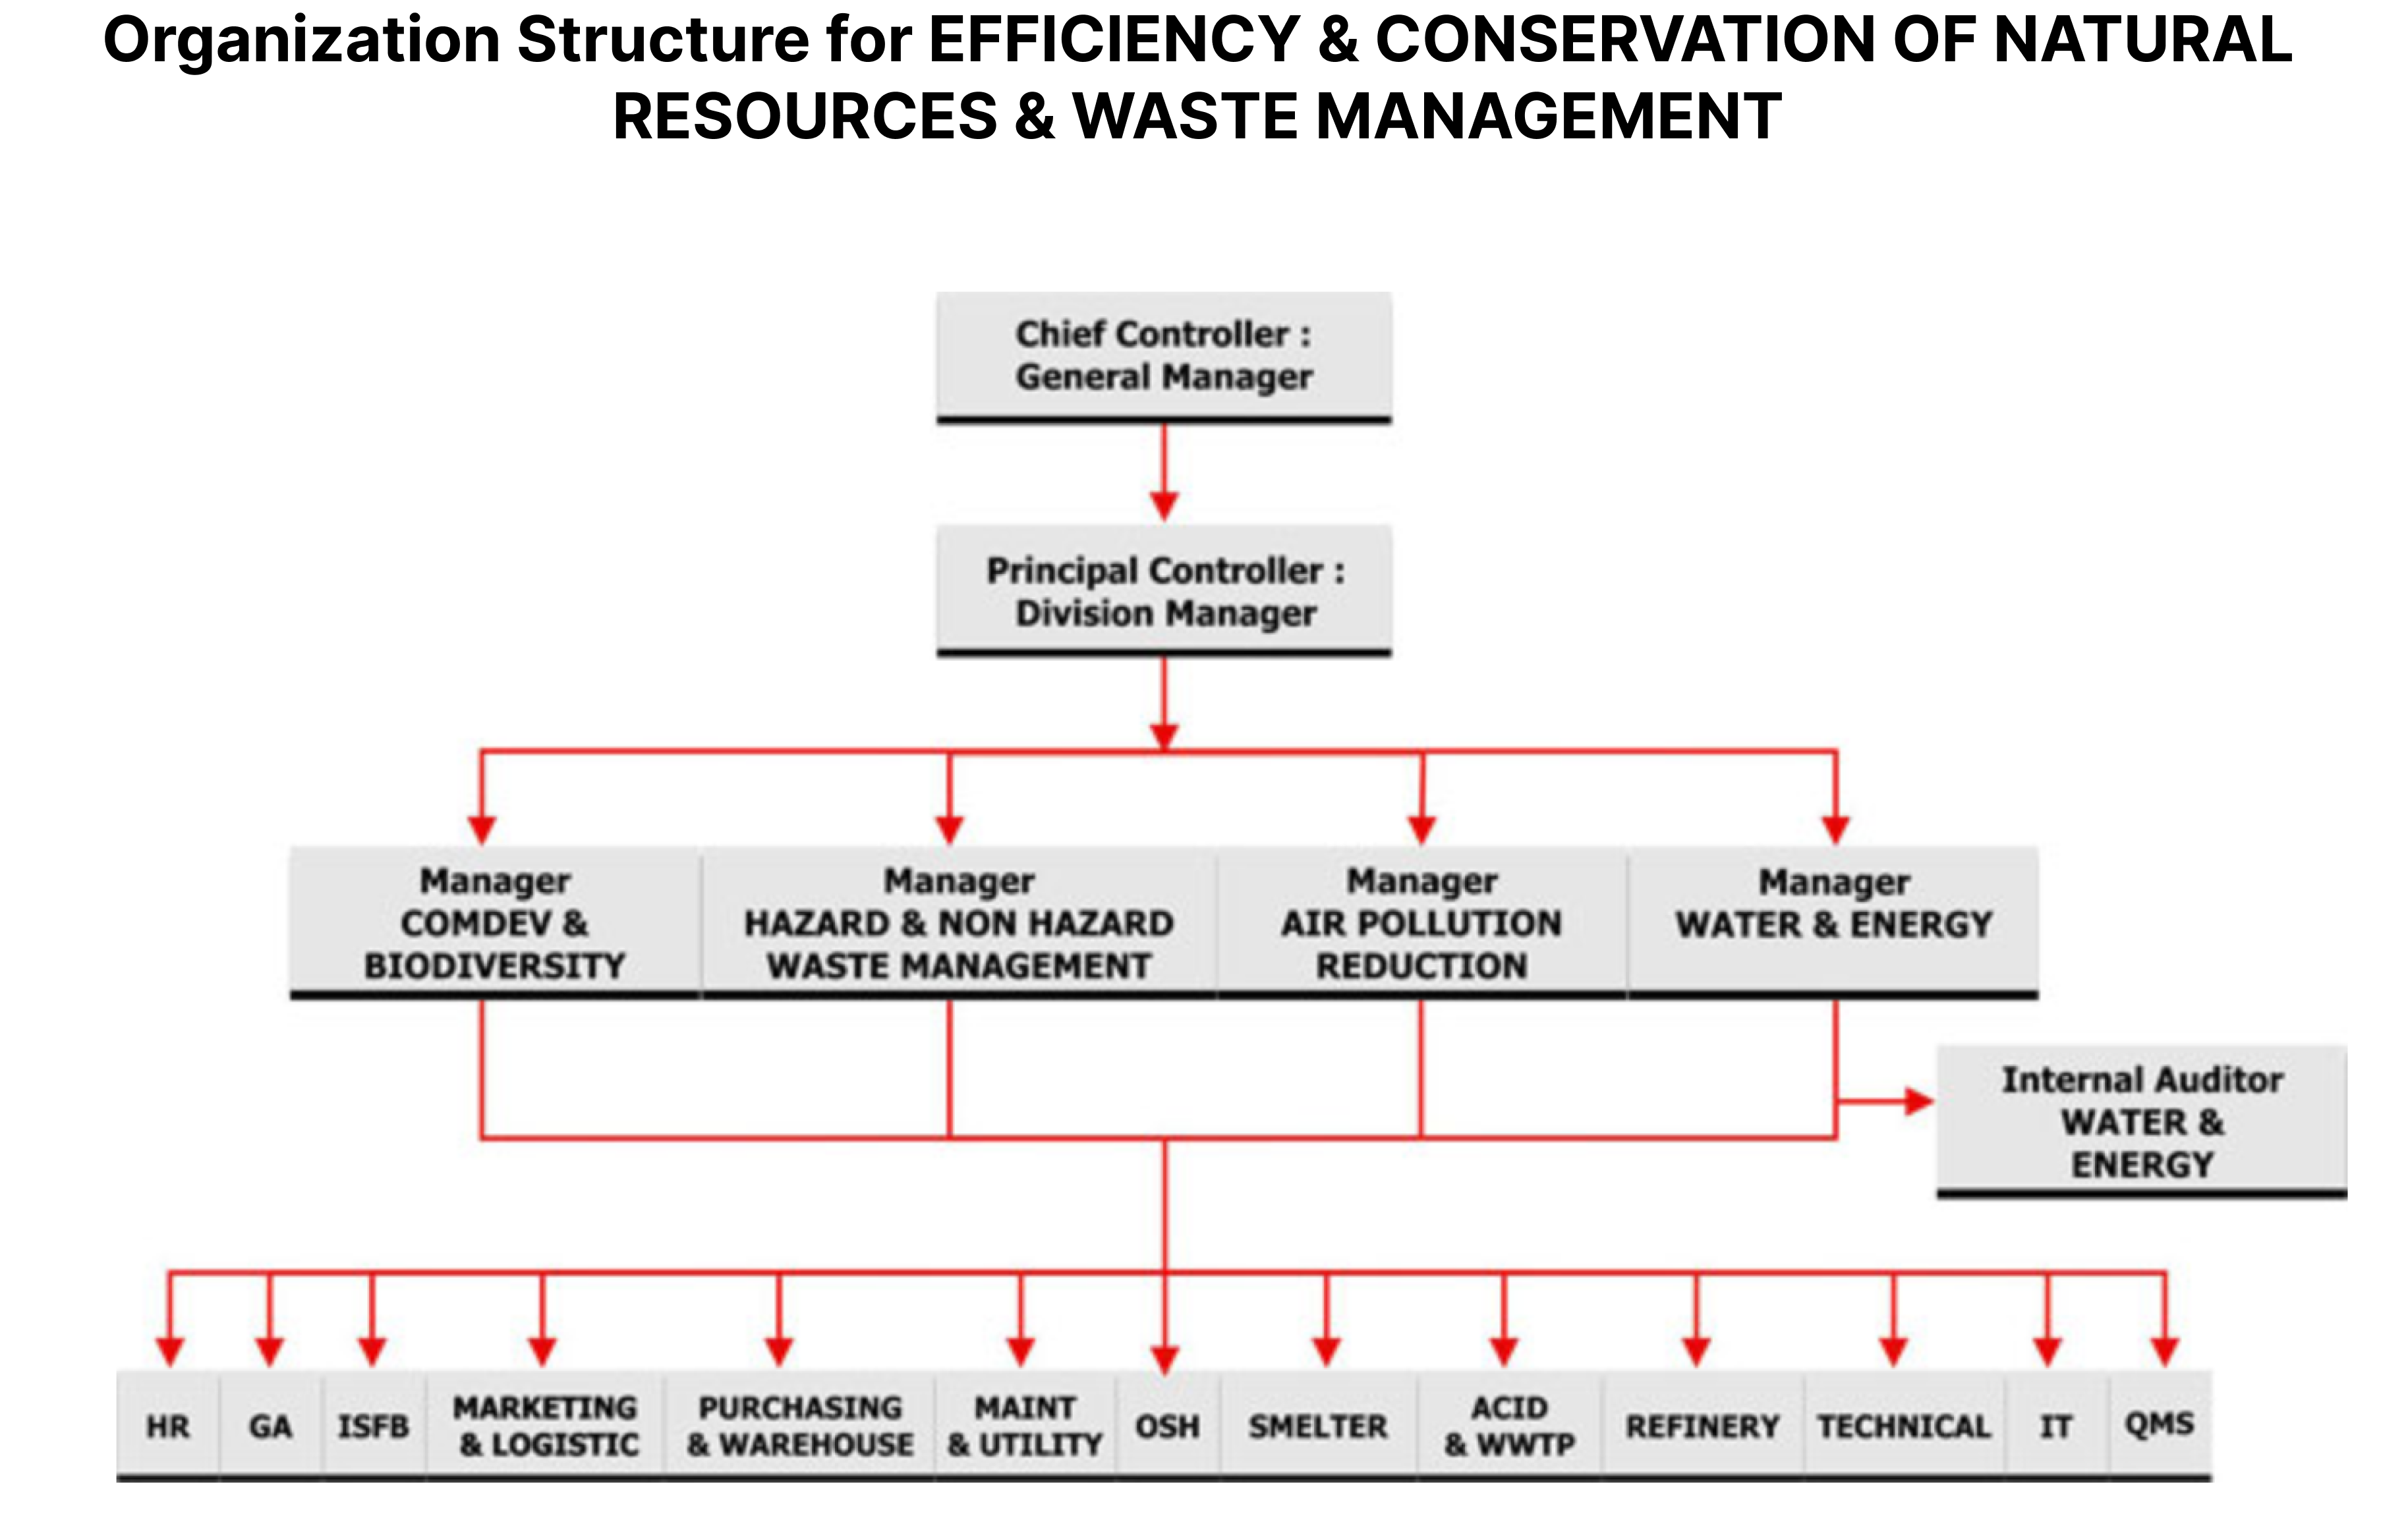 Organization Structure for EFFICIENCY & CONSERVATION OF NATURAL
RESOURCES & WASTE MANAGEMENT
Chief Controller :
General Manager
Principal Controller :
Division Manager
Manager
COMDEV &
BIODIVERSITY
Manager
HAZARD & NON HAZARD
WASTE MANAGEMENT
Manager
AIR POLLUTION
REDUCTION
Manager
WATER & ENERGY
Internal Auditor
WATER &
ENERGY
HR
GA
ISFB
MARKETING
& LOGISTIC
PURCHASING
& WAREHOUSE
MAINT
& UTILITY
OSH
SMELTER
ACID
& WWTP
REFINERY
TECHNICAL
IT
QMS